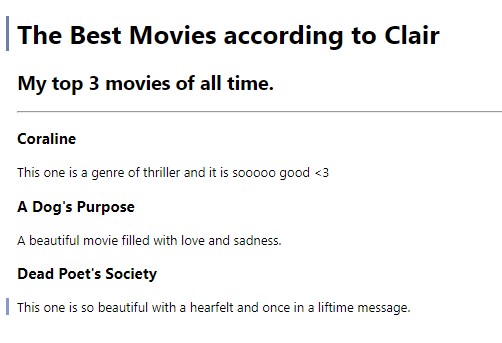 The Best Movies according to Clair
My top 3 movies of all time.
Coraline
This one is a genre of thriller and it is sooooo good <3
A Dog's Purpose
A beautiful movie filled with love and sadness.
Dead Poet's Society
This one is so beautiful with a hearfelt and once in a liftime message.